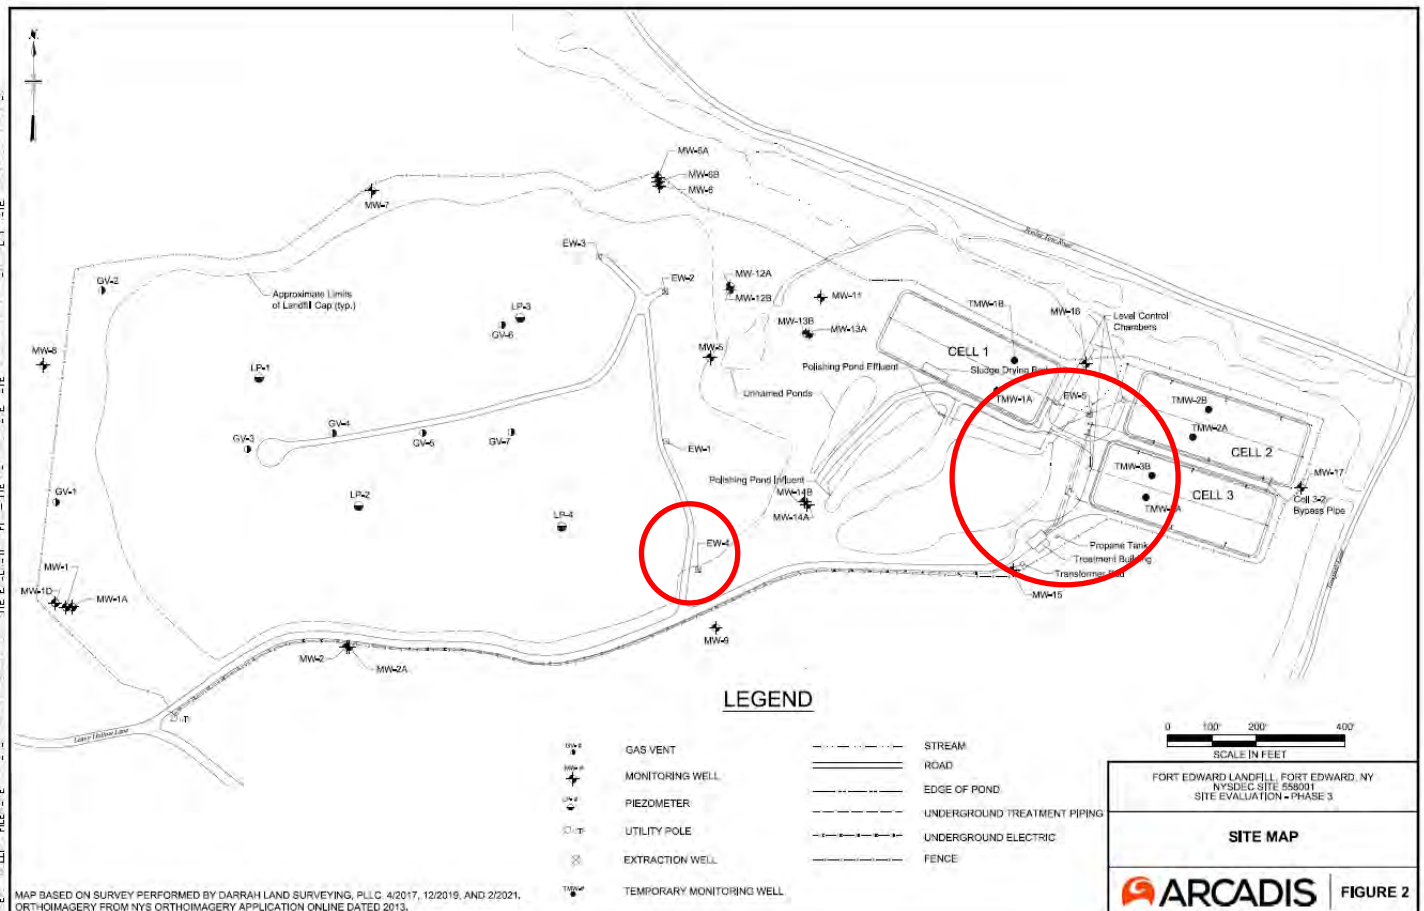 N
MW-6A
MW-6B
MW-6
MW-7
EW-3
EW-2
MW-12A
MW-12B
GV-2
Approximate Limits
of Landfill Cap (typ.)
LP-3
GV-6
MW-11
MW-13B
MW-13A
TMW-1B
MW-16
Level Control
Chambers
MW-8
MW-5
CELL 1
Polishing Pond Effluent
LP-1
Unnamed Ponds
TMW-1A
EW-5
TMW-2B
TMW-2A
CELL 2
GV-3
GV-4
GV-5
GV-7
EW-1
TMW-3B
CELL 3
MW-17
Cell 3-2
Bypass Pipe
Polishing Pond Influent
MW-14B
MW-14A
GV-1
LP-2
LP-4
EW-4
Propane Tank
Treatment Building
MW-15
MW-1
MW-1D
MW-1A
MW-9
MW-2
MW-2A
Leavy Hollow Lane
LEGEND
GAS VENT
MONITORING WELL
PIEZOMETER
UTILITY POLE
EXTRACTION WELL
TEMPORARY MONITORING WELL
STREAM
ROAD
EDGE OF POND
UNDERGROUND TREATMENT PIPING
UNDERGROUND ELECTRIC
FENCE
0 100' 200' 400'
SCALE IN FEET
FORT EDWARD LANDFILL, FORT EDWARD, NY
NYSDEC SITE 558001
SITE EVALUATION - PHASE 3
SITE MAP
ARCADIS
FIGURE 2
MAP BASED ON SURVEY PERFORMED BY DARRAH LAND SURVEYING, PLLC. 4/2017, 12/2019, AND 2/2021.
ORTHOIMAGERY FROM NYS ORTHOIMAGERY APPLICATION ONLINE DATED 2013.